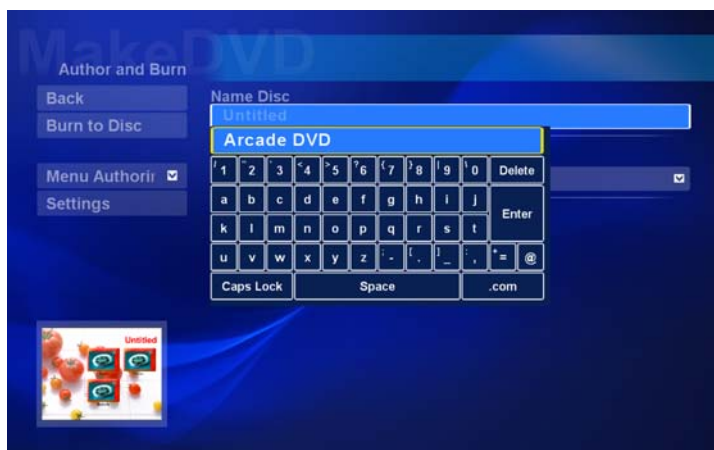 MakeDVD
Author and Burn
Back
Burn to Disc
Menu Authorir
Settings
Name Disc
Untitled
Arcade DVD
1 2 3 < 4 > 5 ? 6 { 7 } 8 | 9 \ 0 Delete
a b c d e f g h i j
k l m n o p q r s t Enter
u v w x y z - [ . ] _ , = @
Caps Lock Space .com
Untitled